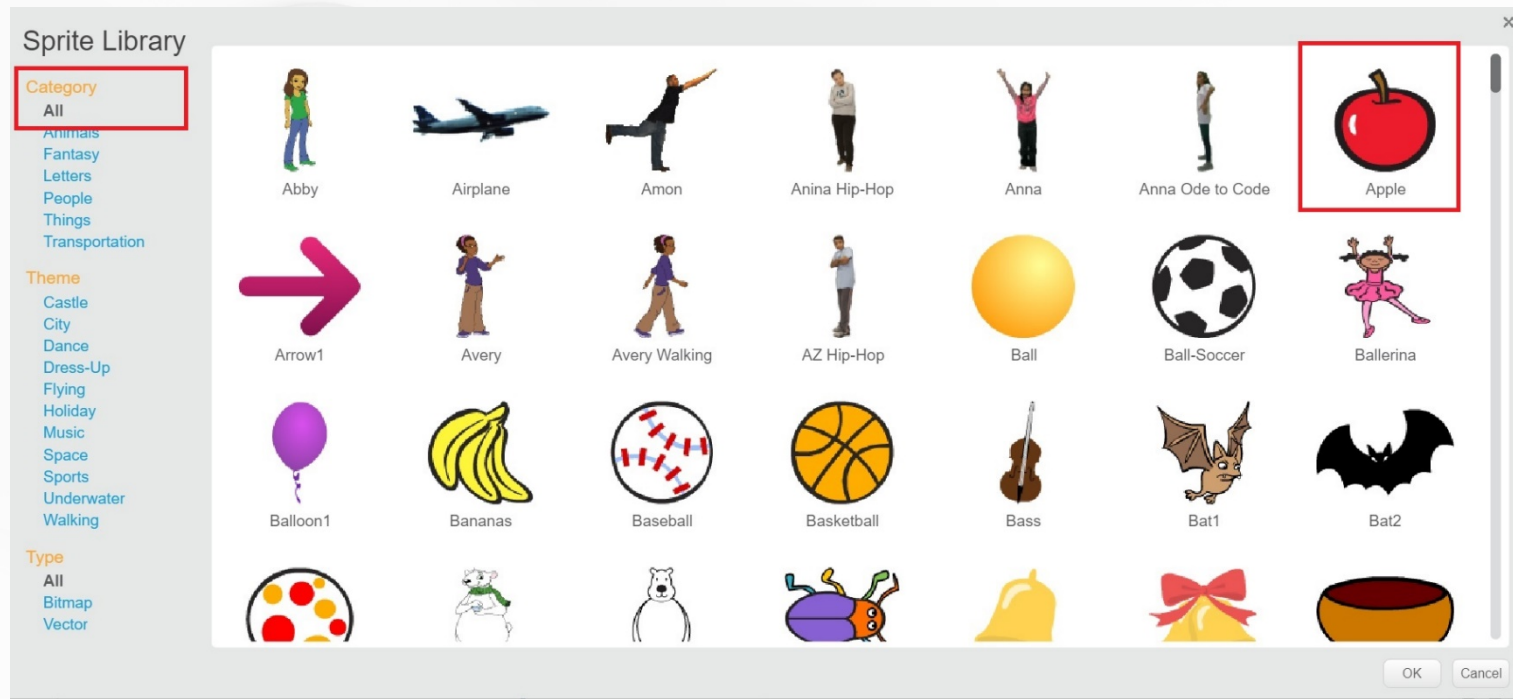 Sprite Library
Category
All
Animals
Fantasy
Letters
People
Things
Transportation
Theme
Castle
City
Dance
Dress-Up
Flying
Holiday
Music
Space
Sports
Underwater
Walking
Type
All
Bitmap
Vector
Abby Airplane Amon Anina Hip-Hop Anna Anna Ode to Code Apple
Arrow1 Avery Avery Walking AZ Hip-Hop Ball Ball-Soccer Ballerina
Balloon1 Bananas Baseball Basketball Bass Bat1 Bat2
OK Cancel